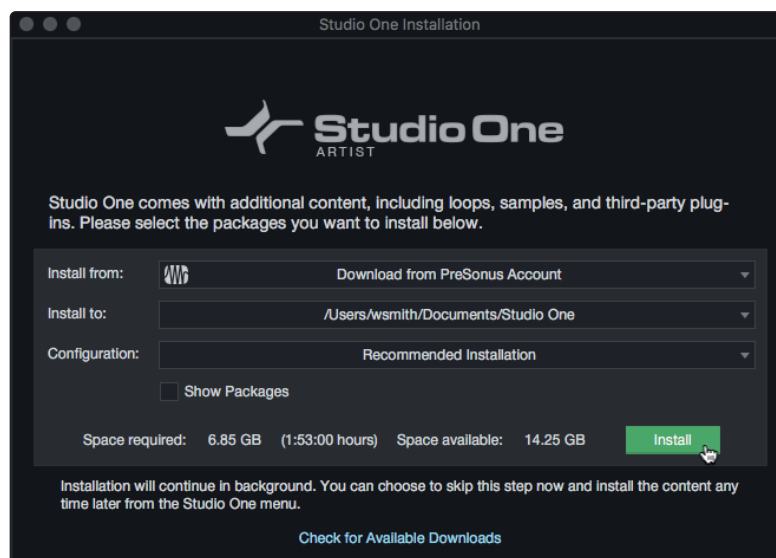 Studio One Installation
Studio One
ARTIST
Studio One comes with additional content, including loops, samples, and third-party plug-
ins. Please select the packages you want to install below.
Install from: Download from PreSonus Account
Install to: /Users/wsmith/Documents/Studio One
Configuration: Recommended Installation
Show Packages
Space required: 6.85 GB (1:53:00 hours) Space available: 14.25 GB Install
Installation will continue in background. You can choose to skip this step now and install the content any
time later from the Studio One menu.
Check for Available Downloads